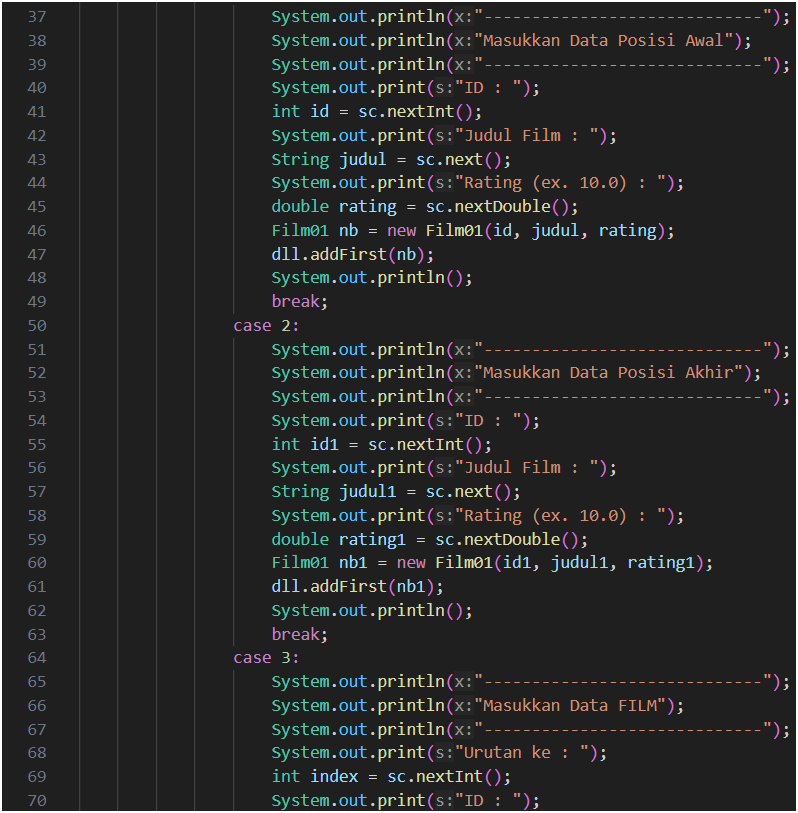 37 System.out.println(x:"-----------------------------");
38 System.out.println(x:"Masukkan Data Posisi Awal");
39 System.out.println(x:"-----------------------------");
40 System.out.print(s:"ID : ");
41 int id = sc.nextInt();
42 System.out.print(s:"Judul Film : ");
43 String judul = sc.next();
44 System.out.print(s:"Rating (ex. 10.0) : ");
45 double rating = sc.nextDouble();
46 Film01 nb = new Film01(id, judul, rating);
47 dll.addFirst(nb);
48 System.out.println();
49 break;
50 case 2:
51 System.out.println(x:"-----------------------------");
52 System.out.println(x:"Masukkan Data Posisi Akhir");
53 System.out.println(x:"-----------------------------");
54 System.out.print(s:"ID : ");
55 int id1 = sc.nextInt();
56 System.out.print(s:"Judul Film : ");
57 String judul1 = sc.next();
58 System.out.print(s:"Rating (ex. 10.0) : ");
59 double rating1 = sc.nextDouble();
60 Film01 nb1 = new Film01(id1, judul1, rating1);
61 dll.addFirst(nb1);
62 System.out.println();
63 break;
64 case 3:
65 System.out.println(x:"-----------------------------");
66 System.out.println(x:"Masukkan Data FILM");
67 System.out.println(x:"-----------------------------");
68 System.out.print(s:"Urutan ke : ");
69 int index = sc.nextInt();
70 System.out.print(s:"ID : ");